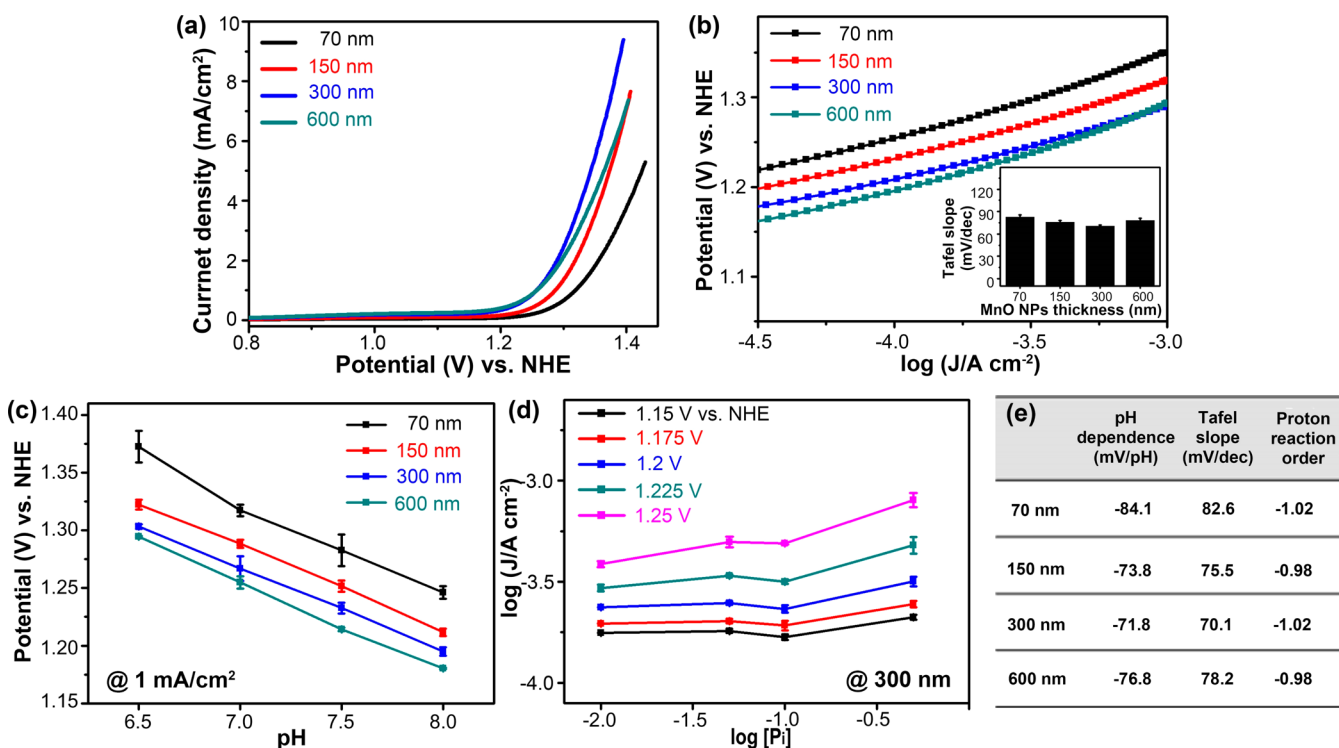 (a)
70 nm
150 nm
300 nm
600 nm
10
8
6
4
2
0
0.8
1.0
1.2
1.4
Currnet density (mA/cm²)
Potential (V) vs. NHE
(b)
70 nm
150 nm
300 nm
600 nm
1.3
1.2
1.1
-4.5
-4.0
-3.5
-3.0
Potential (V) vs. NHE
log (J/A cm⁻²)
120
90
60
30
0
Tafel slope
(mV/dec)
70
150
300
600
MnO NPs thickness (nm)
(c)
70 nm
150 nm
300 nm
600 nm
1.40
1.35
1.30
1.25
1.20
1.15
6.5
7.0
7.5
8.0
Potential (V) vs. NHE
@ 1 mA/cm²
pH
(d)
1.15 V vs. NHE
1.175 V
1.2 V
1.225 V
1.25 V
-3.0
-3.5
-4.0
-2.0
-1.5
-1.0
-0.5
log (J/A cm⁻²)
@ 300 nm
log [Pᵢ]
(e)
pH dependence (mV/pH) Tafel slope (mV/dec) Proton reaction order
70 nm -84.1 82.6 -1.02
150 nm -73.8 75.5 -0.98
300 nm -71.8 70.1 -1.02
600 nm -76.8 78.2 -0.98